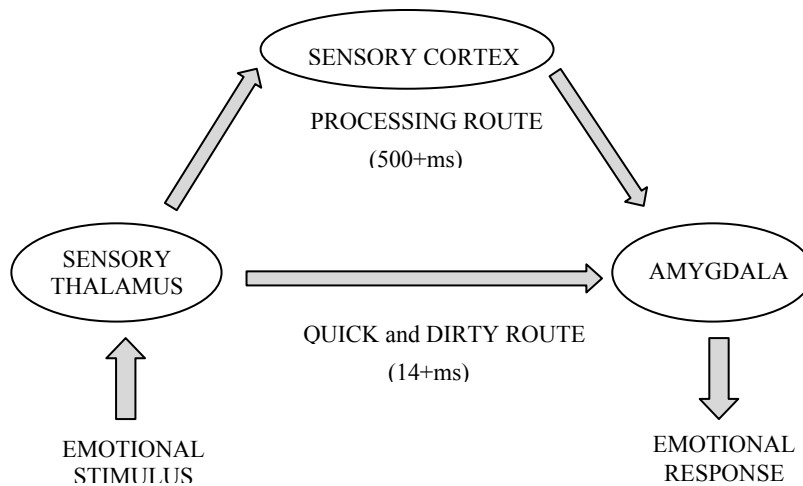 SENSORY CORTEX
PROCESSING ROUTE
(500+ms)
SENSORY
THALAMUS
AMYGDALA
QUICK and DIRTY ROUTE
(14+ms)
EMOTIONAL
STIMULUS
EMOTIONAL
RESPONSE